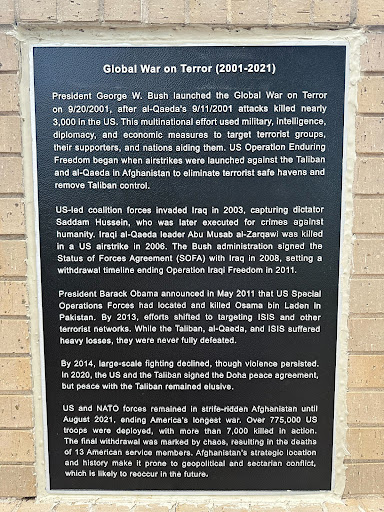 Global War on Terror (2001-2021)
President George W. Bush launched the Global War on Terror
on 9/20/2001, after al-Qaeda's 9/11/2001 attacks killed nearly
3,000 in the US. This multinational effort used military, intelligence,
diplomacy, and economic measures to target terrorist groups,
their supporters, and nations aiding them. US Operation Enduring
Freedom began when airstrikes were launched against the Taliban
and al-Qaeda in Afghanistan to eliminate terrorist safe havens and
remove Taliban control.
US-led coalition forces invaded Iraq in 2003, capturing dictator
Saddam Hussein, who was later executed for crimes against
humanity. Iraqi al-Qaeda leader Abu Musab al-Zarqawi was killed
in a US airstrike in 2006. The Bush administration signed the
Status of Forces Agreement (SOFA) with Iraq in 2008, setting a
withdrawal timeline ending Operation Iraqi Freedom in 2011.
President Barack Obama announced in May 2011 that US Special
Operations Forces had located and killed Osama bin Laden in
Pakistan. By 2013, efforts shifted to targeting ISIS and other
terrorist networks. While the Taliban, al-Qaeda, and ISIS suffered
heavy losses, they were never fully defeated.
By 2014, large-scale fighting declined, though violence persisted.
In 2020, the US and the Taliban signed the Doha peace agreement,
but peace with the Taliban remained elusive.
US and NATO forces remained in strife-ridden Afghanistan until
August 2021, ending America's longest war. Over 775,000 US
troops were deployed, with more than 7,000 killed in action.
The final withdrawal was marked by chaos, resulting in the deaths
of 13 American service members. Afghanistan's strategic location
and history make it prone to geopolitical and sectarian conflict,
which is likely to reoccur in the future.